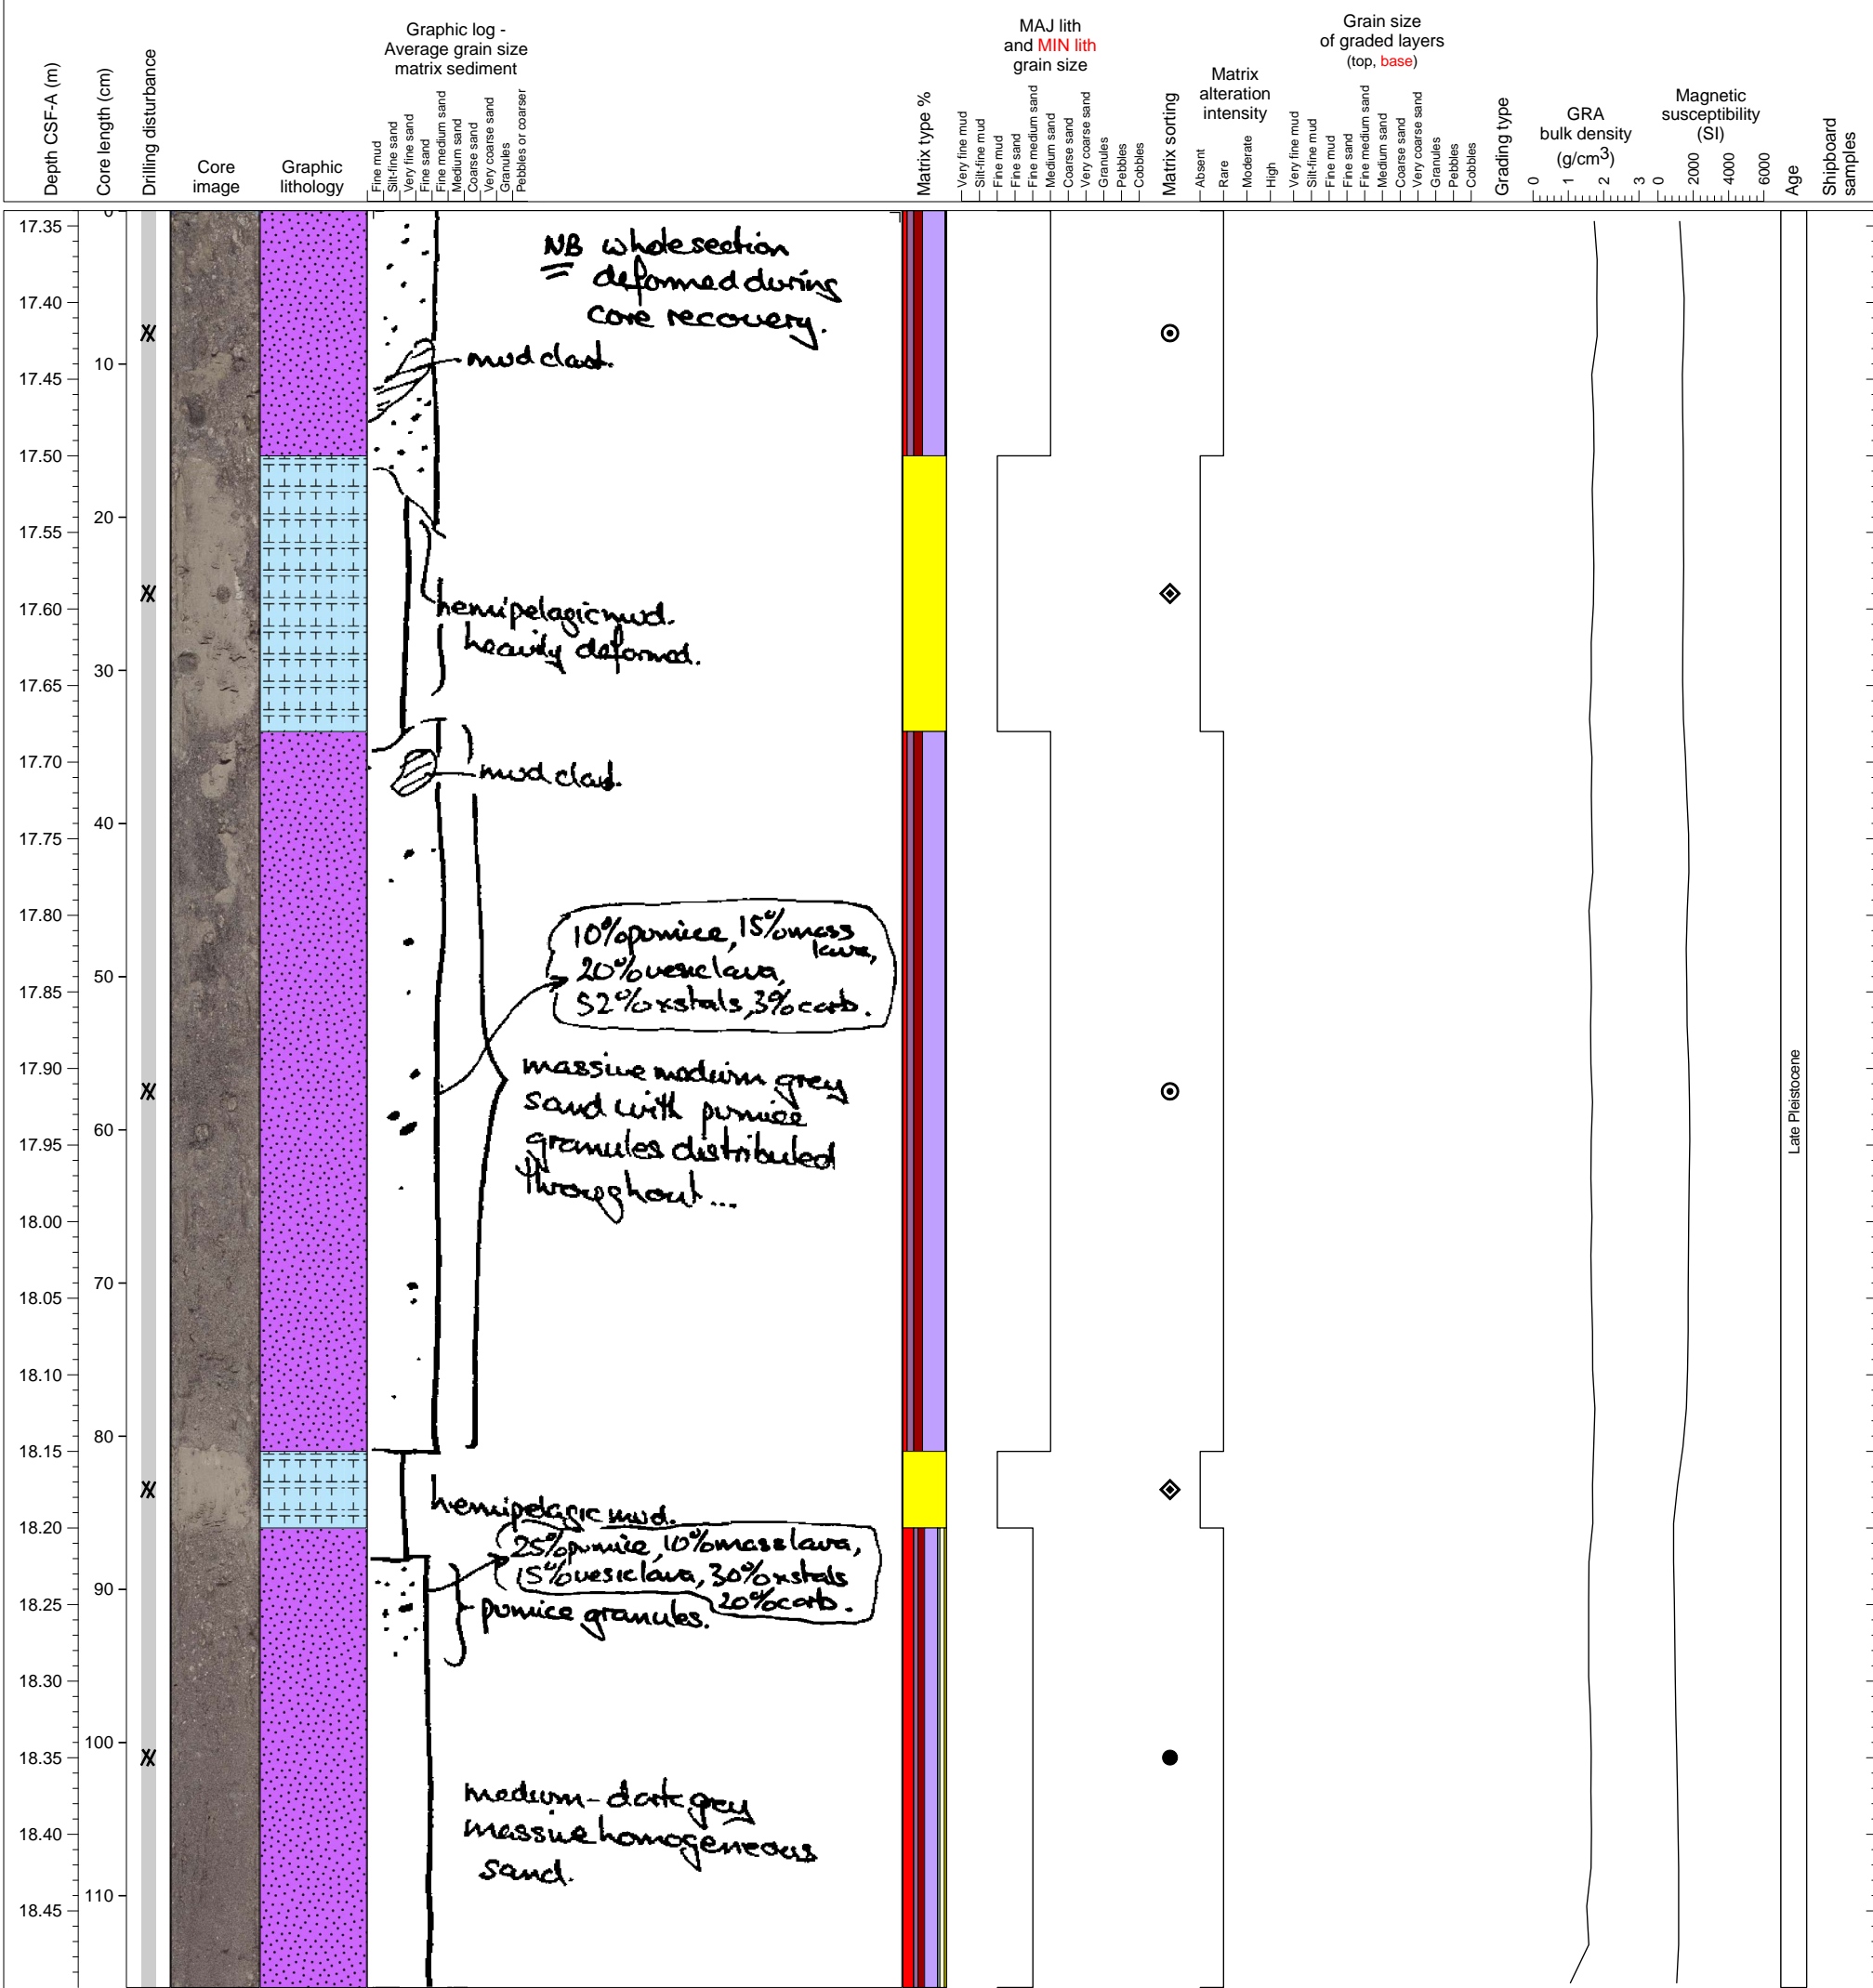 Depth CSF-A (m)
Core length (cm)
Drilling disturbance
Core
image
Graphic
lithology
Graphic log -
Average grain size
matrix sediment
Fine mud
Silt-fine sand
Very fine sand
Fine sand
Fine medium sand
Medium sand
Coarse sand
Very coarse sand
Granules
Pebbles or coarser
Matrix type %
MAJ lith
and MIN lith
grain size
Very fine mud
Silt-fine mud
Fine mud
Fine sand
Fine medium sand
Medium sand
Coarse sand
Very coarse sand
Granules
Pebbles
Cobbles
Matrix sorting
Matrix
alteration
intensity
Absent
Rare
Moderate
High
Grain size
of graded layers
(top, base)
Very fine mud
Silt-fine mud
Fine mud
Fine sand
Fine medium sand
Medium sand
Coarse sand
Very coarse sand
Granules
Pebbles
Cobbles
Grading type
GRA
bulk density
(g/cm3)
0 1 2 3
Magnetic
susceptibility
(SI)
0 2000 4000 6000
Age
Shipboard
samples
17.35
17.40
17.45
17.50
17.55
17.60
17.65
17.70
17.75
17.80
17.85
17.90
17.95
18.00
18.05
18.10
18.15
18.20
18.25
18.30
18.35
18.40
18.45
0
10
20
30
40
50
60
70
80
90
100
110
NB whole section
deformed during
core recovery.
mud clast.
hemipelagic mud.
heavily deformed.
mud clast.
10% pumice, 15% mass
lava,
20% vesic lava,
52% xstals, 3% carb.
massive medium grey
sand with pumice
granules distributed
throughout ...
hemipelagic mud.
25% pumice, 10% mass lava,
15% vesic lava, 30% xstals
20% carb.
pumice granules.
medium-dark grey
massive homogeneous
sand.
Late Pleistocene